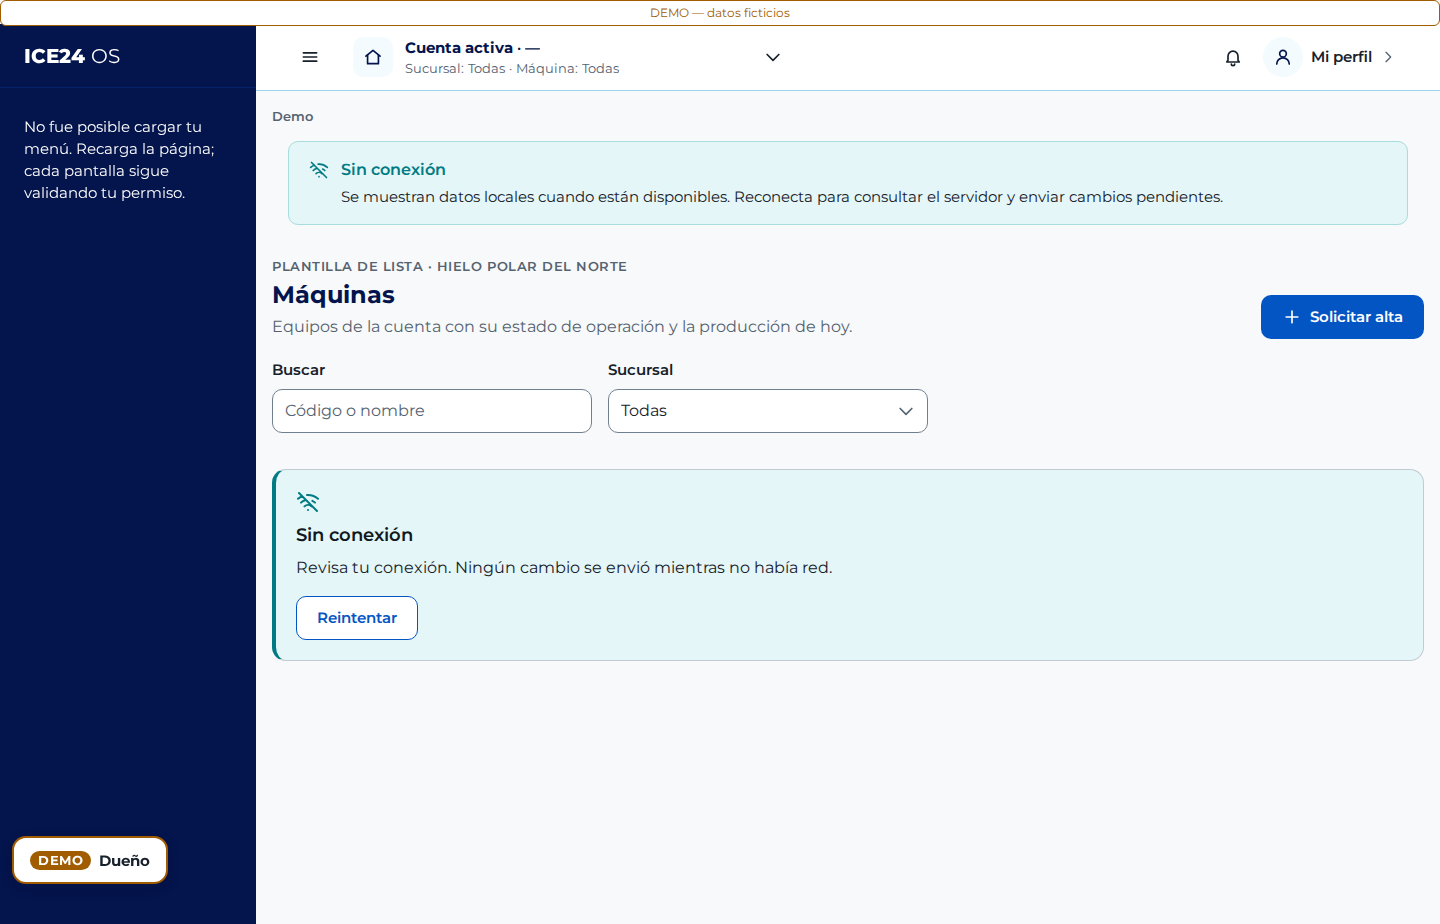 DEMO — datos ficticios
ICE24 OS
No fue posible cargar tu
menú. Recarga la página;
cada pantalla sigue
validando tu permiso.
DEMO Dueño
Cuenta activa · —
Sucursal: Todas · Máquina: Todas
Mi perfil
Demo
Sin conexión
Se muestran datos locales cuando están disponibles. Reconecta para consultar el servidor y enviar cambios pendientes.
PLANTILLA DE LISTA · HIELO POLAR DEL NORTE
Máquinas
Equipos de la cuenta con su estado de operación y la producción de hoy.
Solicitar alta
Buscar
Código o nombre
Sucursal
Todas
Sin conexión
Revisa tu conexión. Ningún cambio se envió mientras no había red.
Reintentar